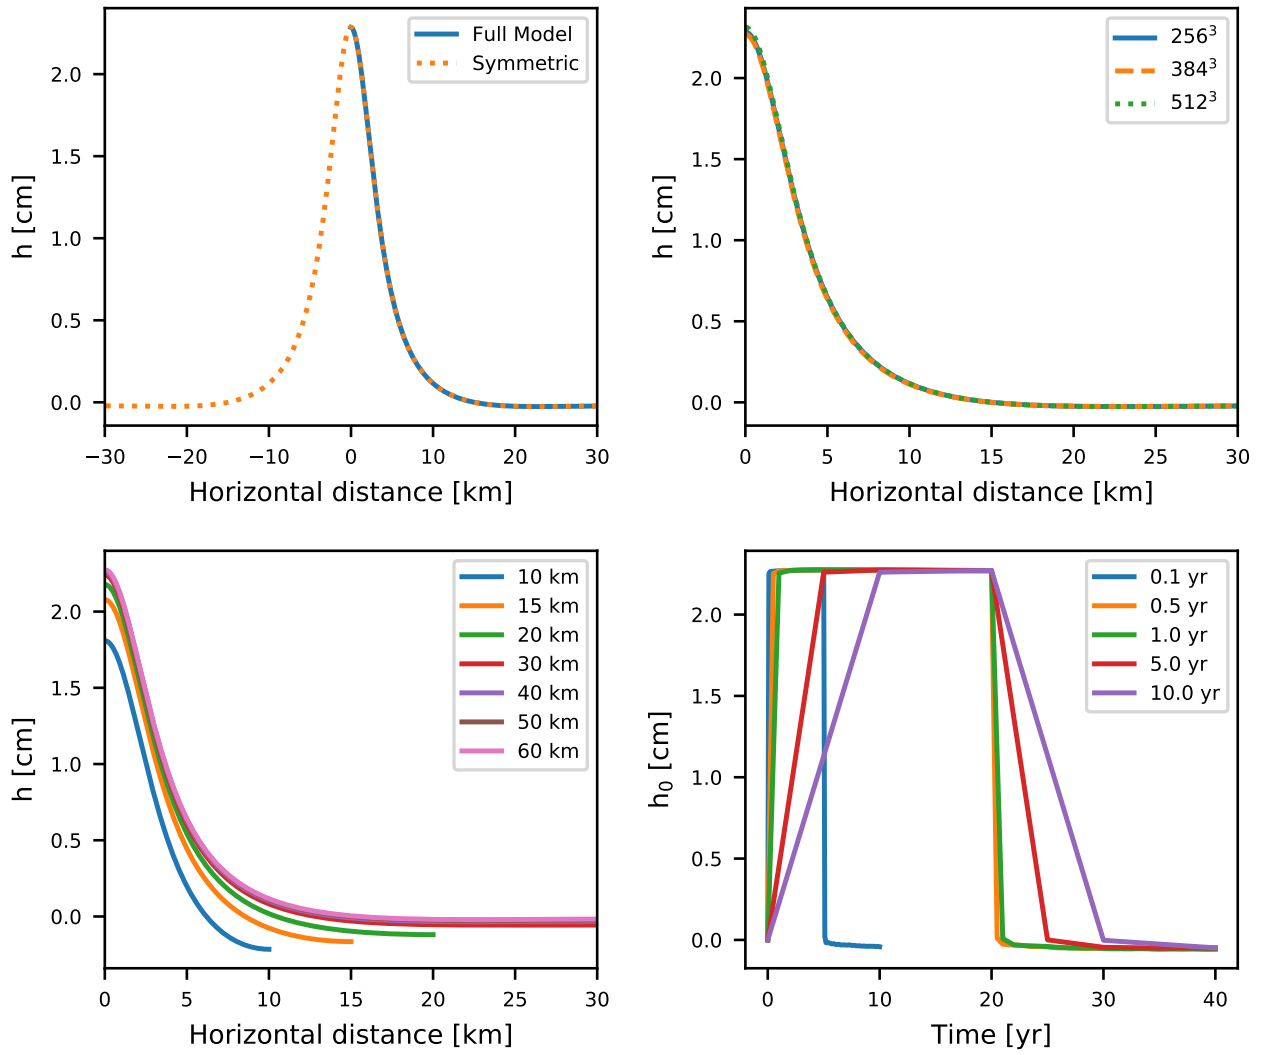 Full Model
Symmetric
h [cm]
2.0
1.5
1.0
0.5
0.0
−30 −20 −10 0 10 20 30
Horizontal distance [km]
256³
384³
512³
h [cm]
2.0
1.5
1.0
0.5
0.0
0 5 10 15 20 25 30
Horizontal distance [km]
10 km
15 km
20 km
30 km
40 km
50 km
60 km
h [cm]
2.0
1.5
1.0
0.5
0.0
0 5 10 15 20 25 30
Horizontal distance [km]
0.1 yr
0.5 yr
1.0 yr
5.0 yr
10.0 yr
h₀ [cm]
2.0
1.5
1.0
0.5
0.0
0 10 20 30 40
Time [yr]